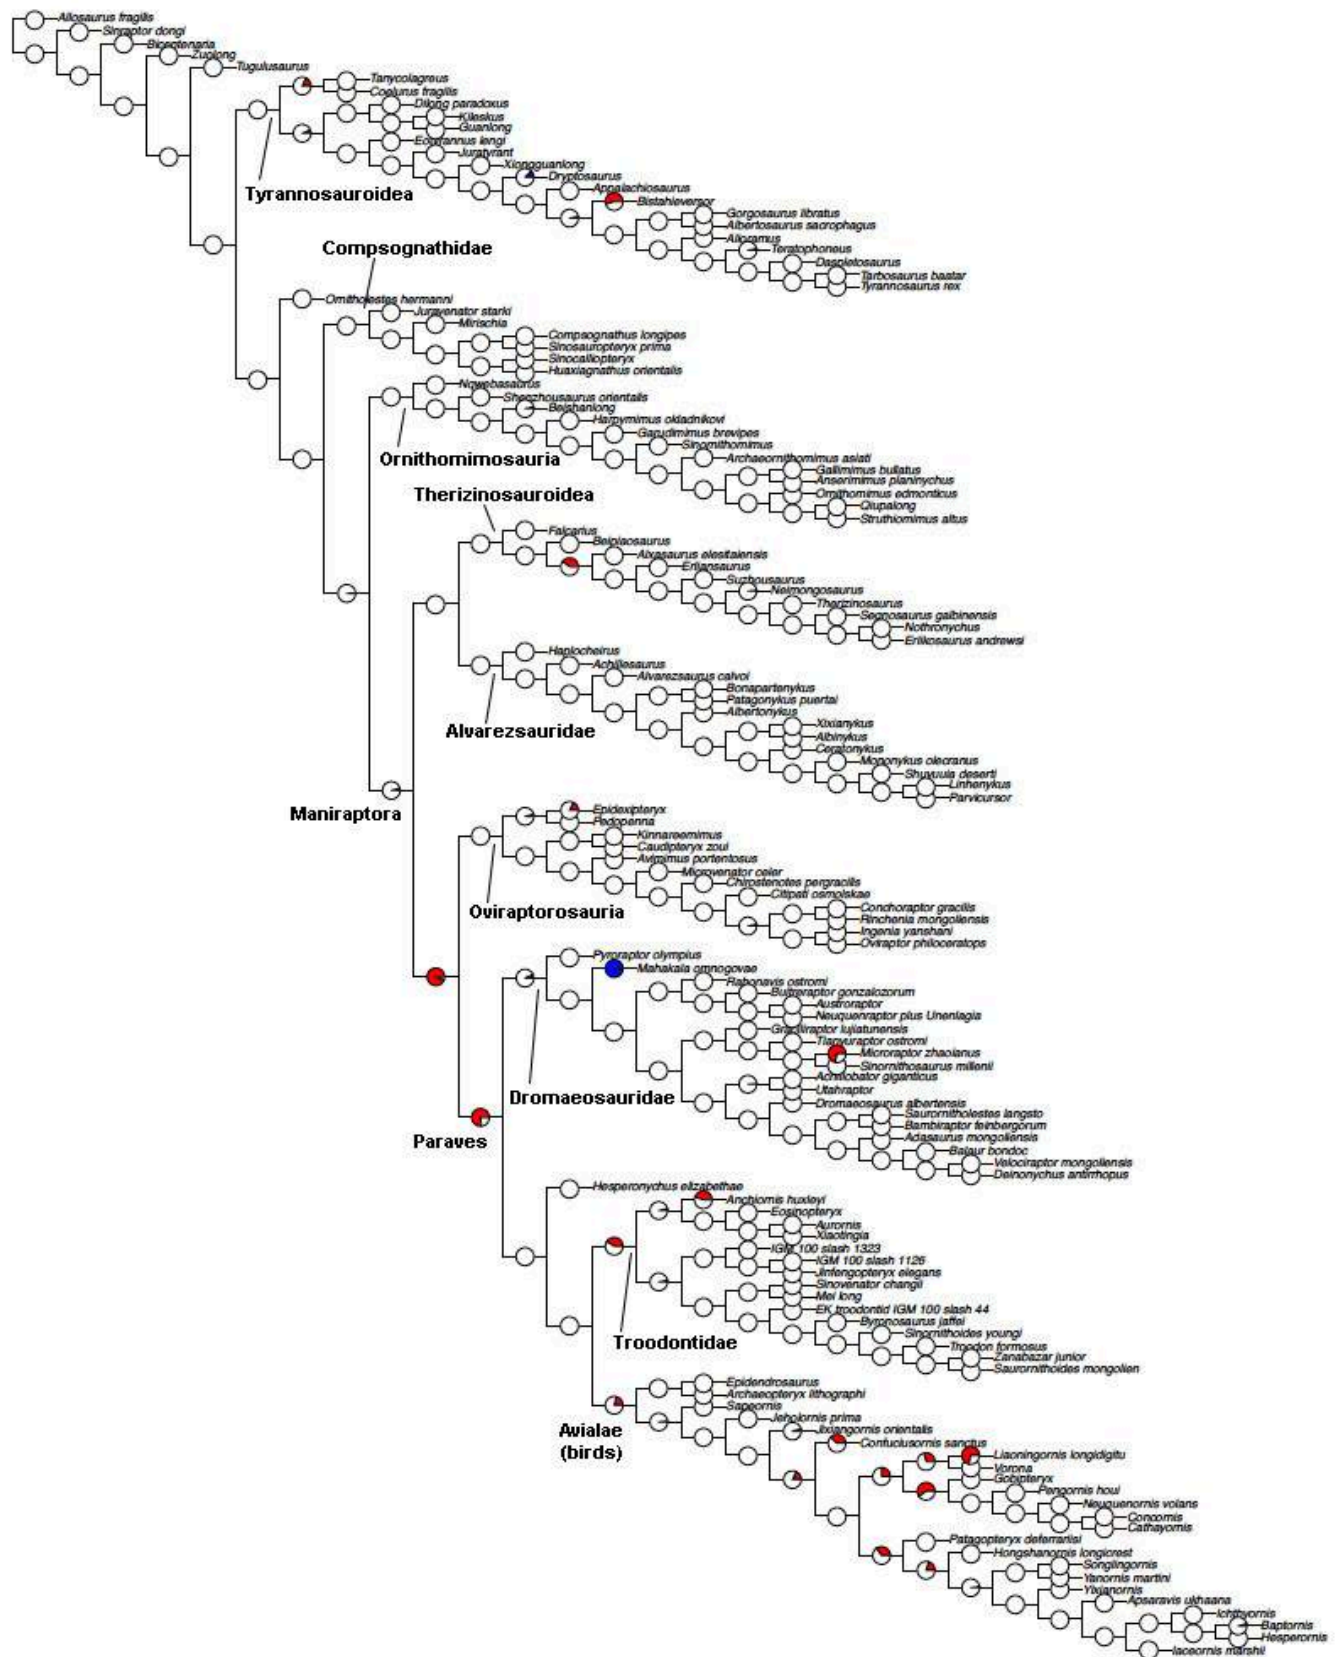 Allosaurus fragilis
Sinraptor dongi
Bicentenaria
Zuolong
Tugulusaurus
Tanycolagreus
Coelurus fragilis
Dilong paradoxus
Kileskus
Guanlong
Eotyrannus lengi
Juratyrant
Xiongguanlong
Dryptosaurus
Tyrannosauroidea
Appalachiosaurus
Bistahieversor
Gorgosaurus libratus
Albertosaurus sacrophagus
Alioramus
Teratophoneus
Daspletosaurus
Tarbosaurus baatar
Tyrannosaurus rex
Compsognathidae
Ornitholestes hermanni
Juravenator starki
Mirischia
Compsognathus longipes
Sinosauropteryx prima
Sinocalliopteryx
Huaxiagnathus orientalis
Nqwebasaurus
Shenzhousaurus orientalis
Beishanlong
Harpymimus okladnikovi
Garudimimus brevipes
Sinornithomimus
Archaeornithomimus asiati
Ornithomimosauria
Gallimimus bullatus
Anserimimus planinychus
Ornithomimus edmonticus
Qiupalong
Struthiomimus altus
Therizinosauroidea
Falcarius
Beipiaosaurus
Alxasaurus elesitaiensis
Erliansaurus
Suzhousaurus
Neimongosaurus
Therizinosaurus
Segnosaurus galbinensis
Nothronychus
Erlikosaurus andrewsi
Haplocheirus
Achillesaurus
Alvarezsaurus calvoi
Bonapartenykus
Patagonykus puertai
Albertonykus
Xixianykus
Alvarezsauridae
Albinykus
Ceratonykus
Mononykus olecranus
Shuvuuia deserti
Linhenykus
Parvicursor
Maniraptora
Epidexipteryx
Pedopenna
Kinnareemimus
Caudipteryx zoui
Avimimus portentosus
Microvenator celer
Chirostenotes pergracilis
Citipati osmolskae
Conchoraptor gracilis
Oviraptorosauria
Rinchenia mongoliensis
Ingenia yanshani
Oviraptor philoceratops
Pyroraptor olympius
Mahakala omnogovae
Rahonavis ostromi
Buitreraptor gonzalozorum
Austroraptor
Neuquenraptor plus Unenlagia
Graciliraptor lujiatunensis
Tianyuraptor ostromi
Microraptor zhaoianus
Sinornithosaurus millenii
Achillobator giganticus
Utahraptor
Dromaeosauridae
Dromaeosaurus albertensis
Saurornitholestes langsto
Bambiraptor feinbergorum
Adasaurus mongoliensis
Paraves
Balaur bondoc
Velociraptor mongoliensis
Deinonychus antirrhopus
Hesperonychus elizabethae
Anchiornis huxleyi
Eosinopteryx
Aurornis
Xiaotingia
IGM 100 slash 1323
IGM 100 slash 1126
Jinfengopteryx elegans
Sinovenator changii
Mei long
EK troodontid IGM 100 slash 44
Byronosaurus jaffei
Sinornithoides youngi
Troodontidae
Troodon formosus
Zanabazar junior
Saurornithoides mongolien
Epidendrosaurus
Archaeopteryx lithographi
Sapeornis
Jeholornis prima
Avialae
(birds)
Jixiangornis orientalis
Confuciusornis sanctus
Liaoningornis longidigitu
Vorona
Gobipteryx
Pengornis houi
Neuquenornis volans
Concornis
Cathayornis
Patagopteryx deferrariisi
Hongshanornis longicrest
Songlingornis
Yanornis martini
Yixianornis
Apsaravis ukhaana
Ichthyornis
Baptornis
Hesperornis
Iaceornis marshii